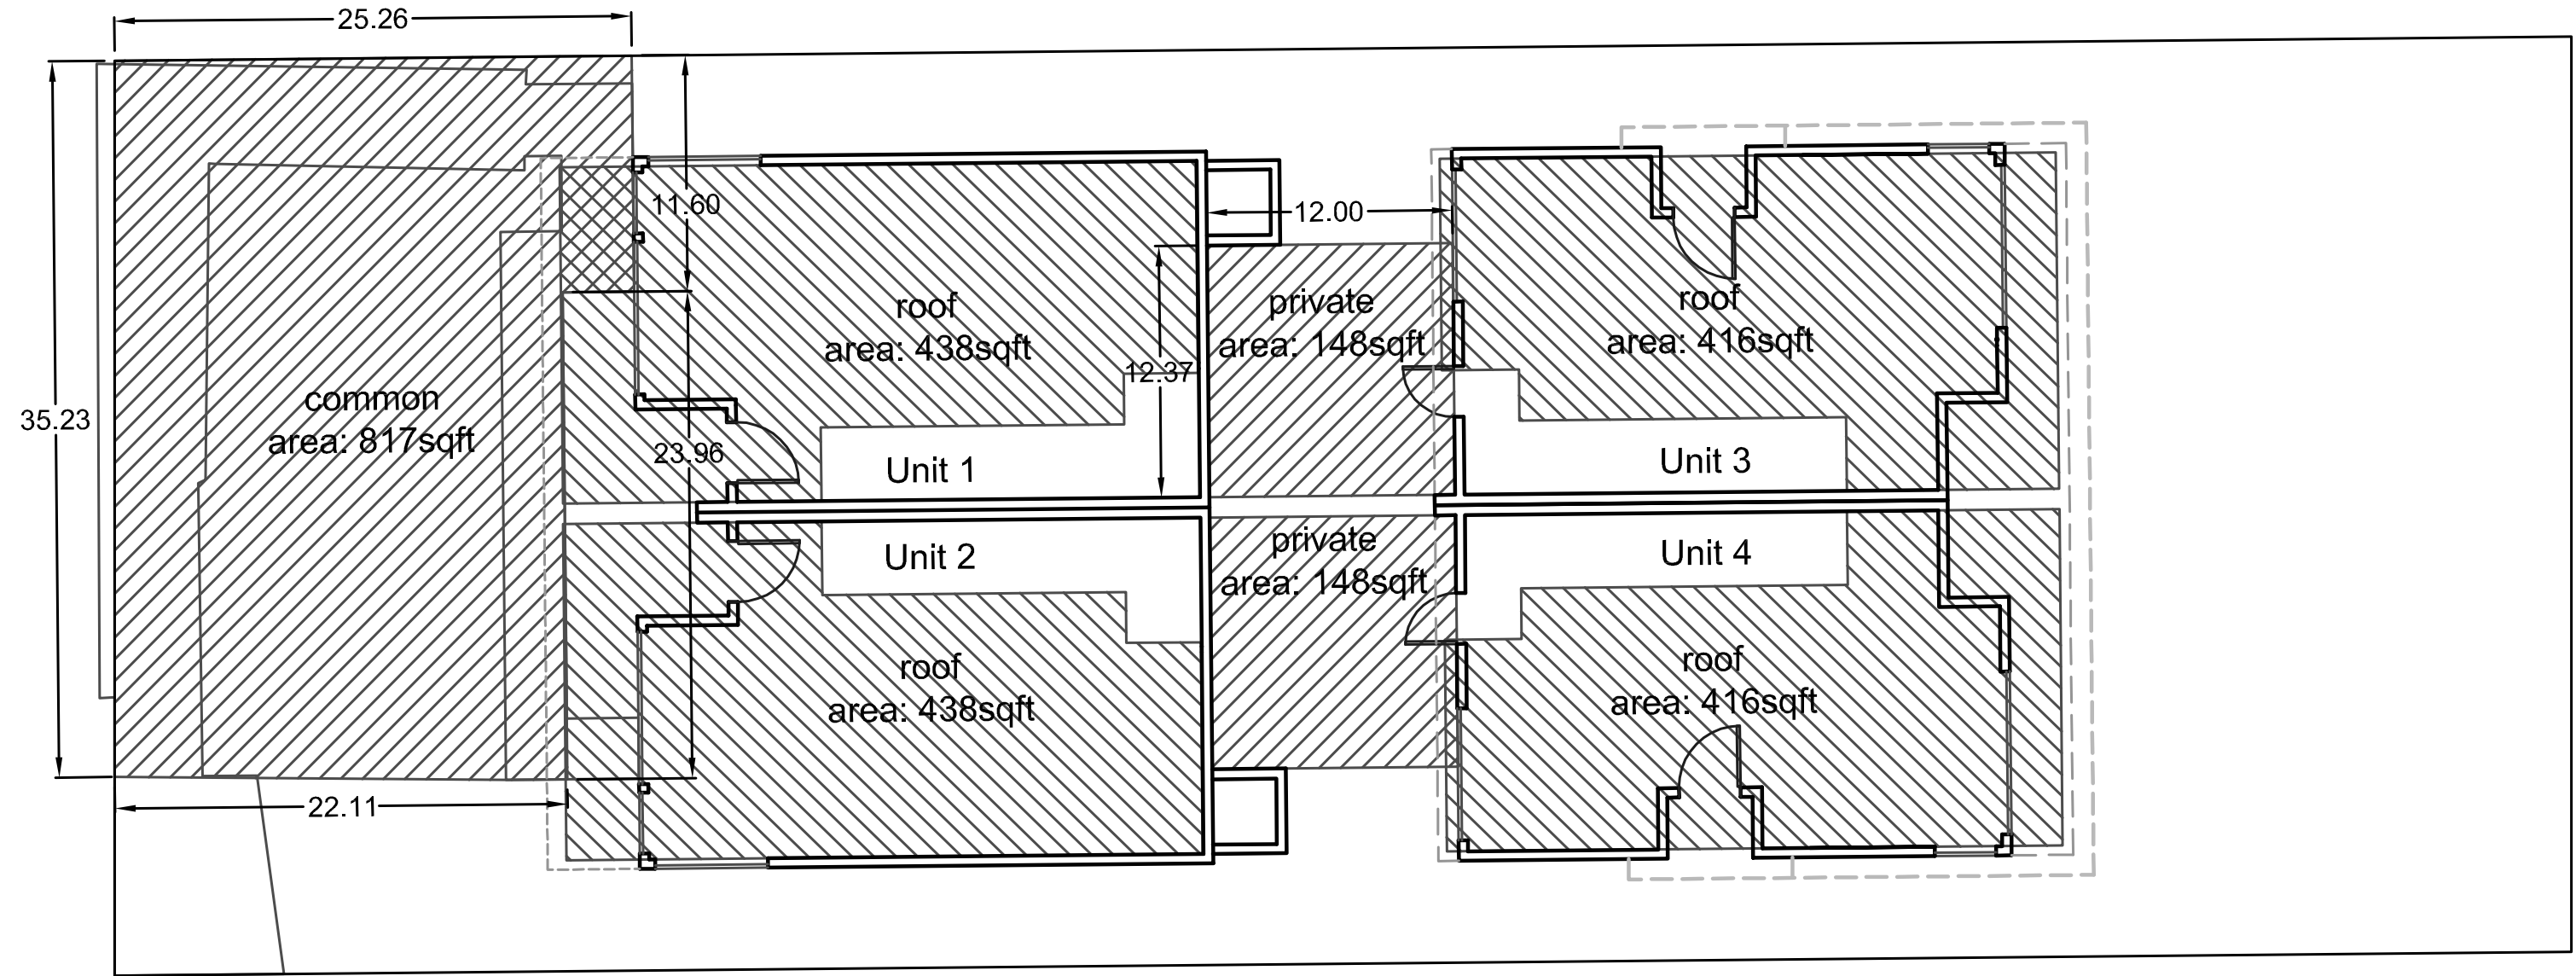 25.26
35.23
common
area: 817sqft
22.11
11.60
23.96
roof
area: 438sqft
Unit 1
Unit 2
roof
area: 438sqft
12.00
12.37
private
area: 148sqft
private
area: 148sqft
roof
area: 416sqft
Unit 3
Unit 4
roof
area: 416sqft